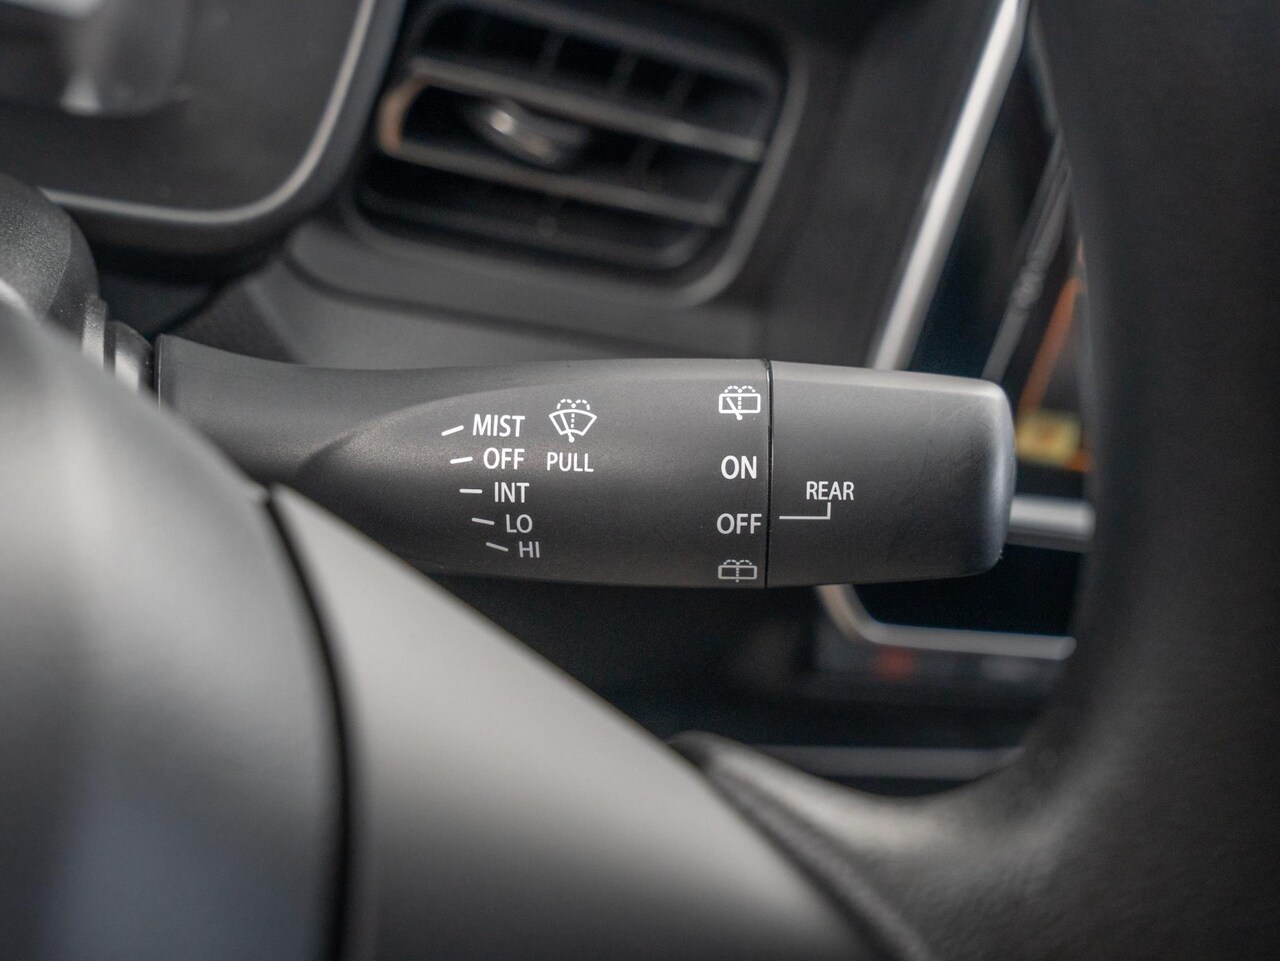 MIST
OFF PULL
INT
LO
HI
ON
OFF
REAR